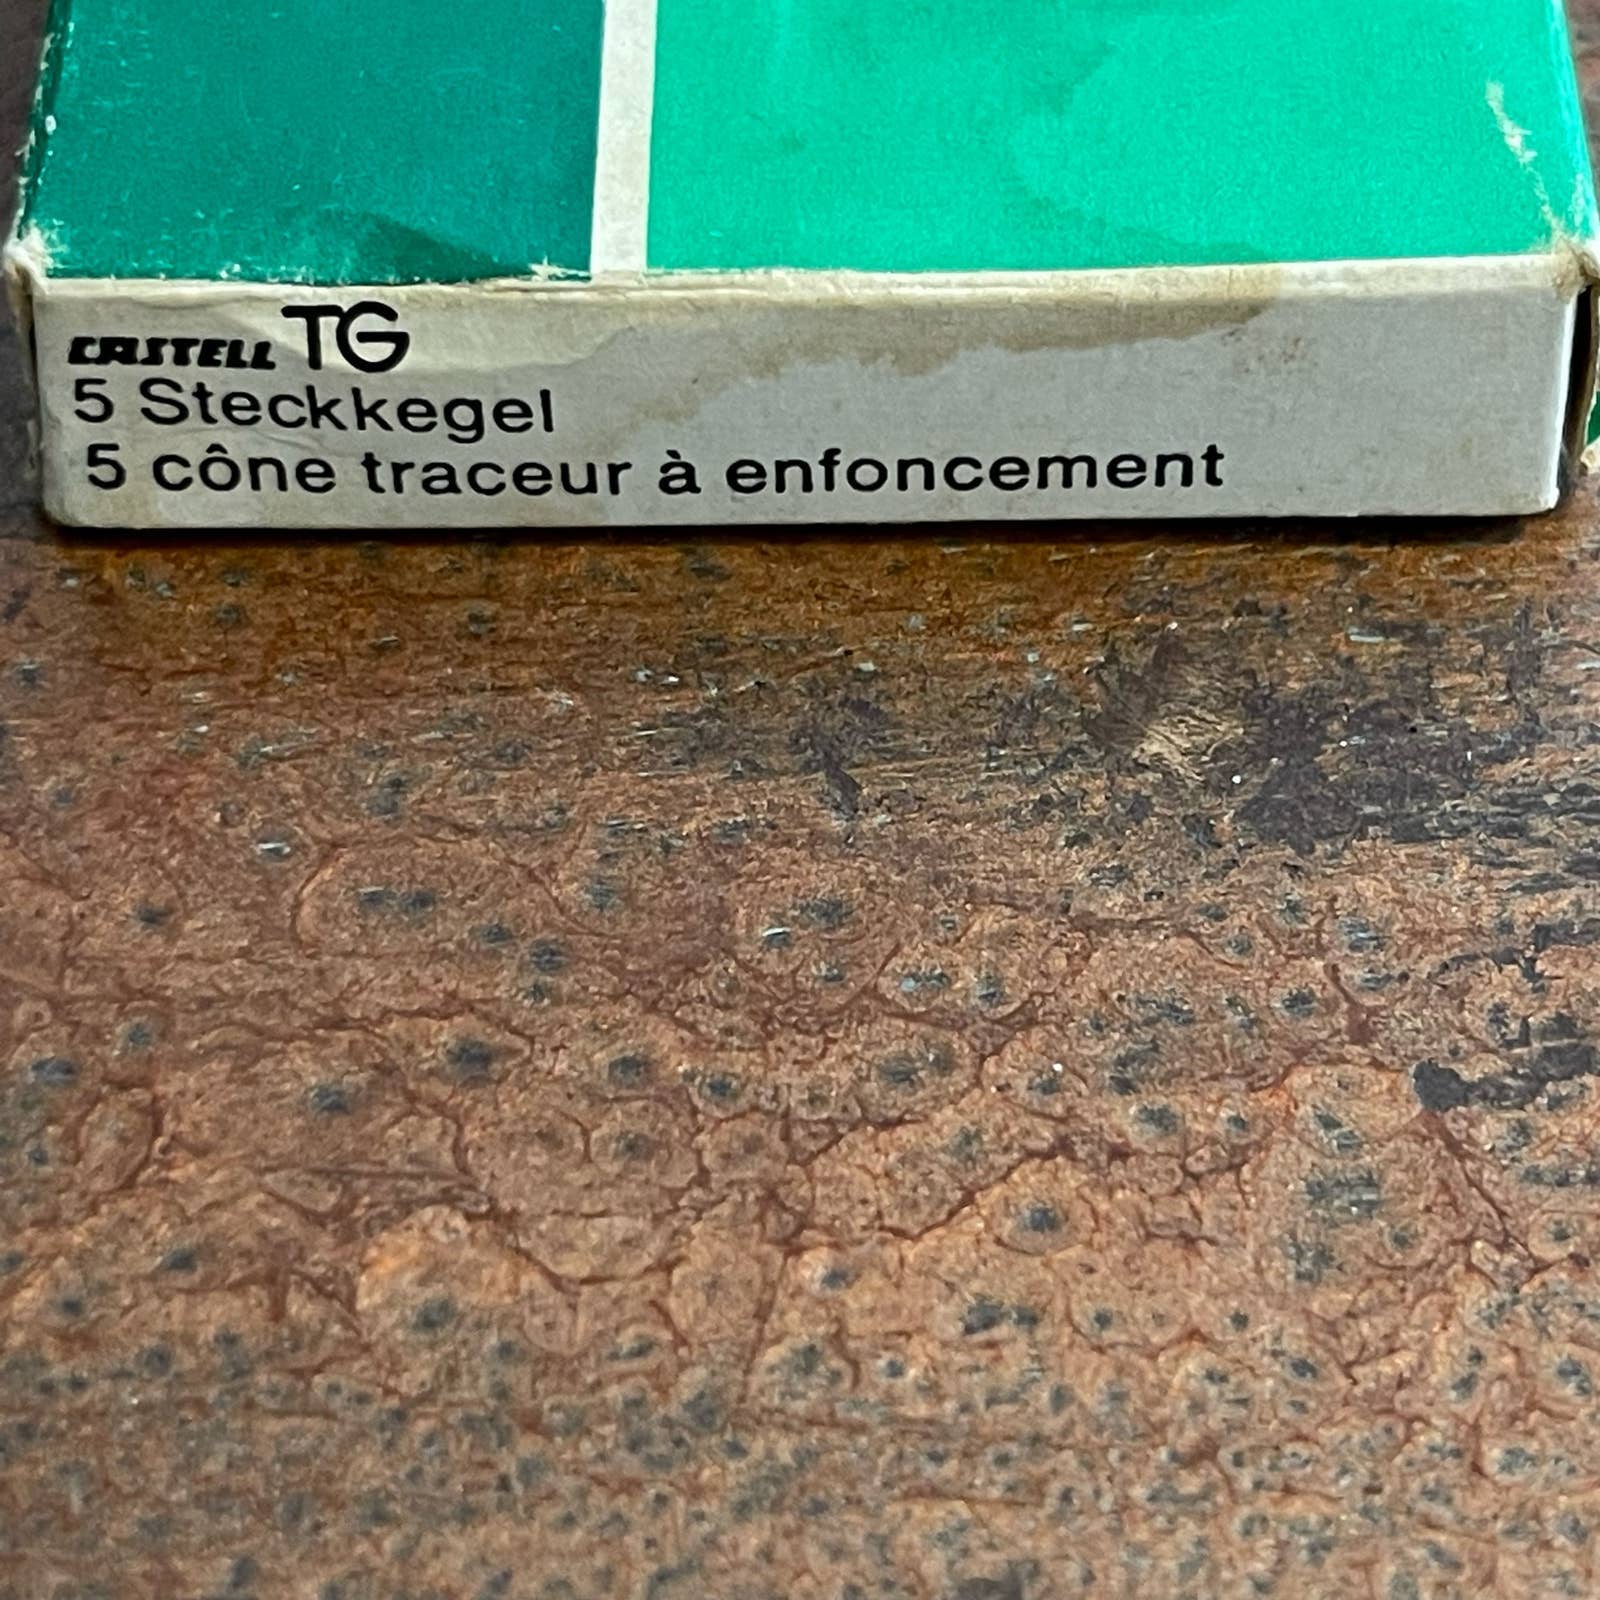 CASTELL TG
5 Steckkegel
5 cône traceur à enfoncement